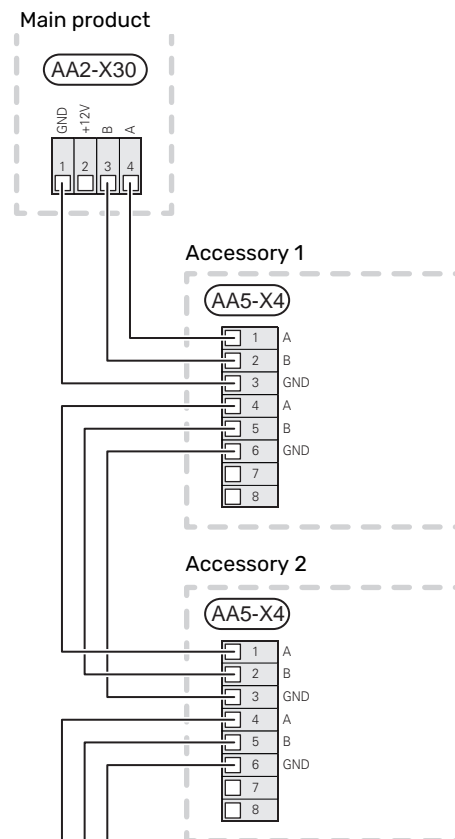 Main product
AA2-X30
GND +12V B A
1 2 3 4
Accessory 1
AA5-X4
1 A
2 B
3 GND
4 A
5 B
6 GND
7
8
Accessory 2
AA5-X4
1 A
2 B
3 GND
4 A
5 B
6 GND
7
8